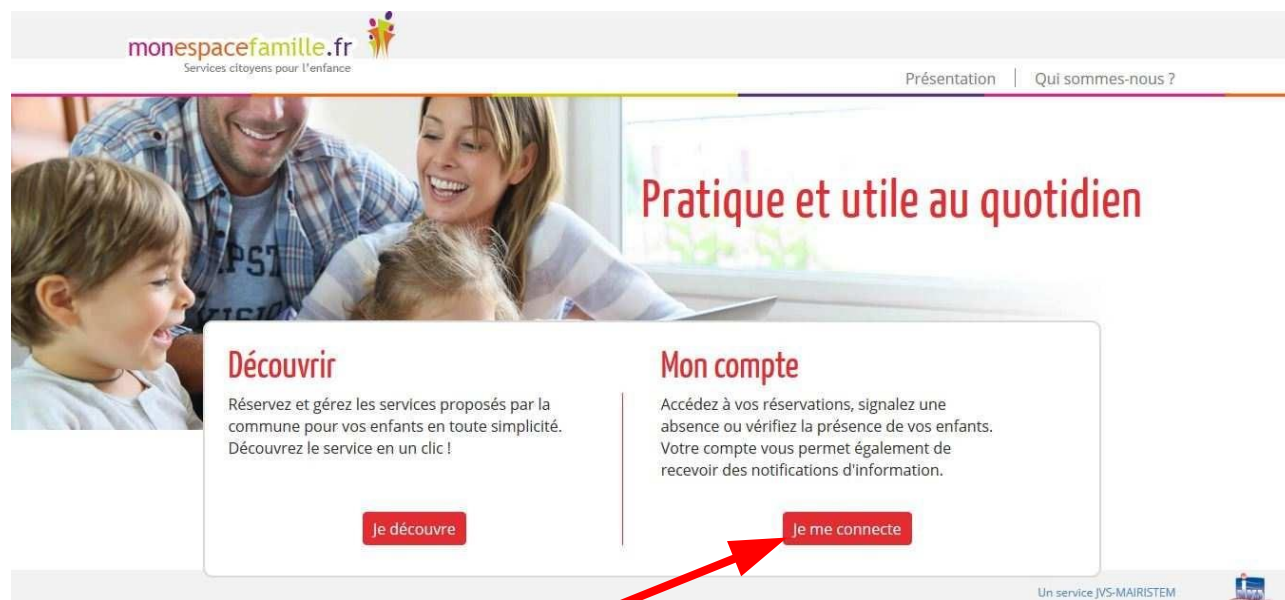 monespacefamille.fr
Services citoyens pour l'enfance
Présentation
Qui sommes-nous ?
Pratique et utile au quotidien
Découvrir
Réservez et gérez les services proposés par la
commune pour vos enfants en toute simplicité.
Découvrez le service en un clic !
Je découvre
Mon compte
Accédez à vos réservations, signalez une
absence ou vérifiez la présence de vos enfants.
Votre compte vous permet également de
recevoir des notifications d'information.
Je me connecte
Un service JVS-MAIRISTEM